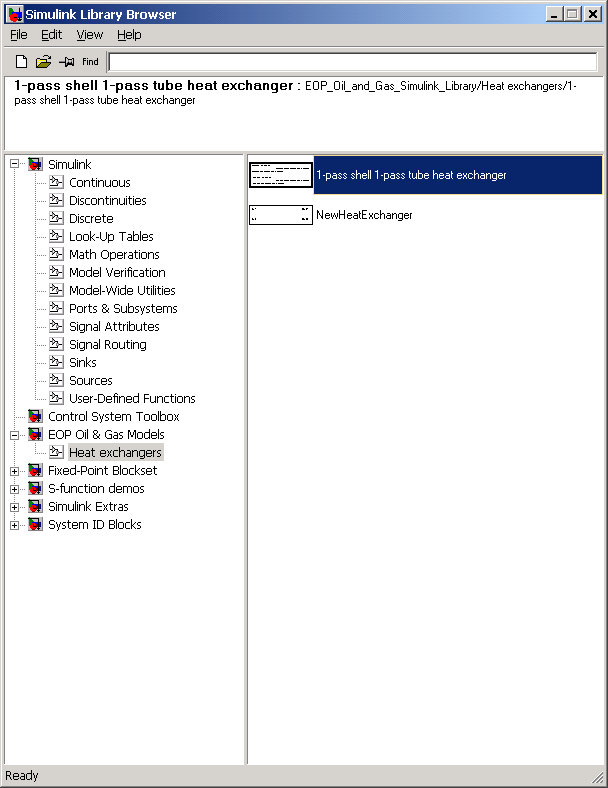 Simulink Library Browser
File Edit View Help
Find
1-pass shell 1-pass tube heat exchanger : EOP_Oil_and_Gas_Simulink_Library/Heat exchangers/1-
pass shell 1-pass tube heat exchanger
Simulink
Continuous
Discontinuities
Discrete
Look-Up Tables
Math Operations
Model Verification
Model-Wide Utilities
Ports & Subsystems
Signal Attributes
Signal Routing
Sinks
Sources
User-Defined Functions
Control System Toolbox
EOP Oil & Gas Models
Heat exchangers
Fixed-Point Blockset
S-function demos
Simulink Extras
System ID Blocks
1-pass shell 1-pass tube heat exchanger
NewHeatExchanger
Ready